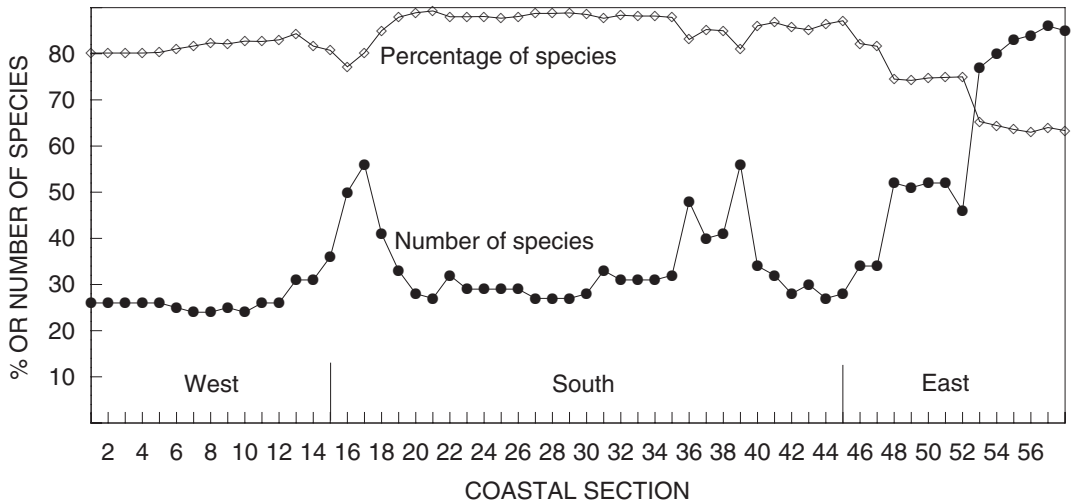 % OR NUMBER OF SPECIES
80
70
60
50
40
30
20
10
Percentage of species
Number of species
West South East
2 4 6 8 10 12 14 16 18 20 22 24 26 28 30 32 34 36 38 40 42 44 46 48 50 52 54 56
COASTAL SECTION